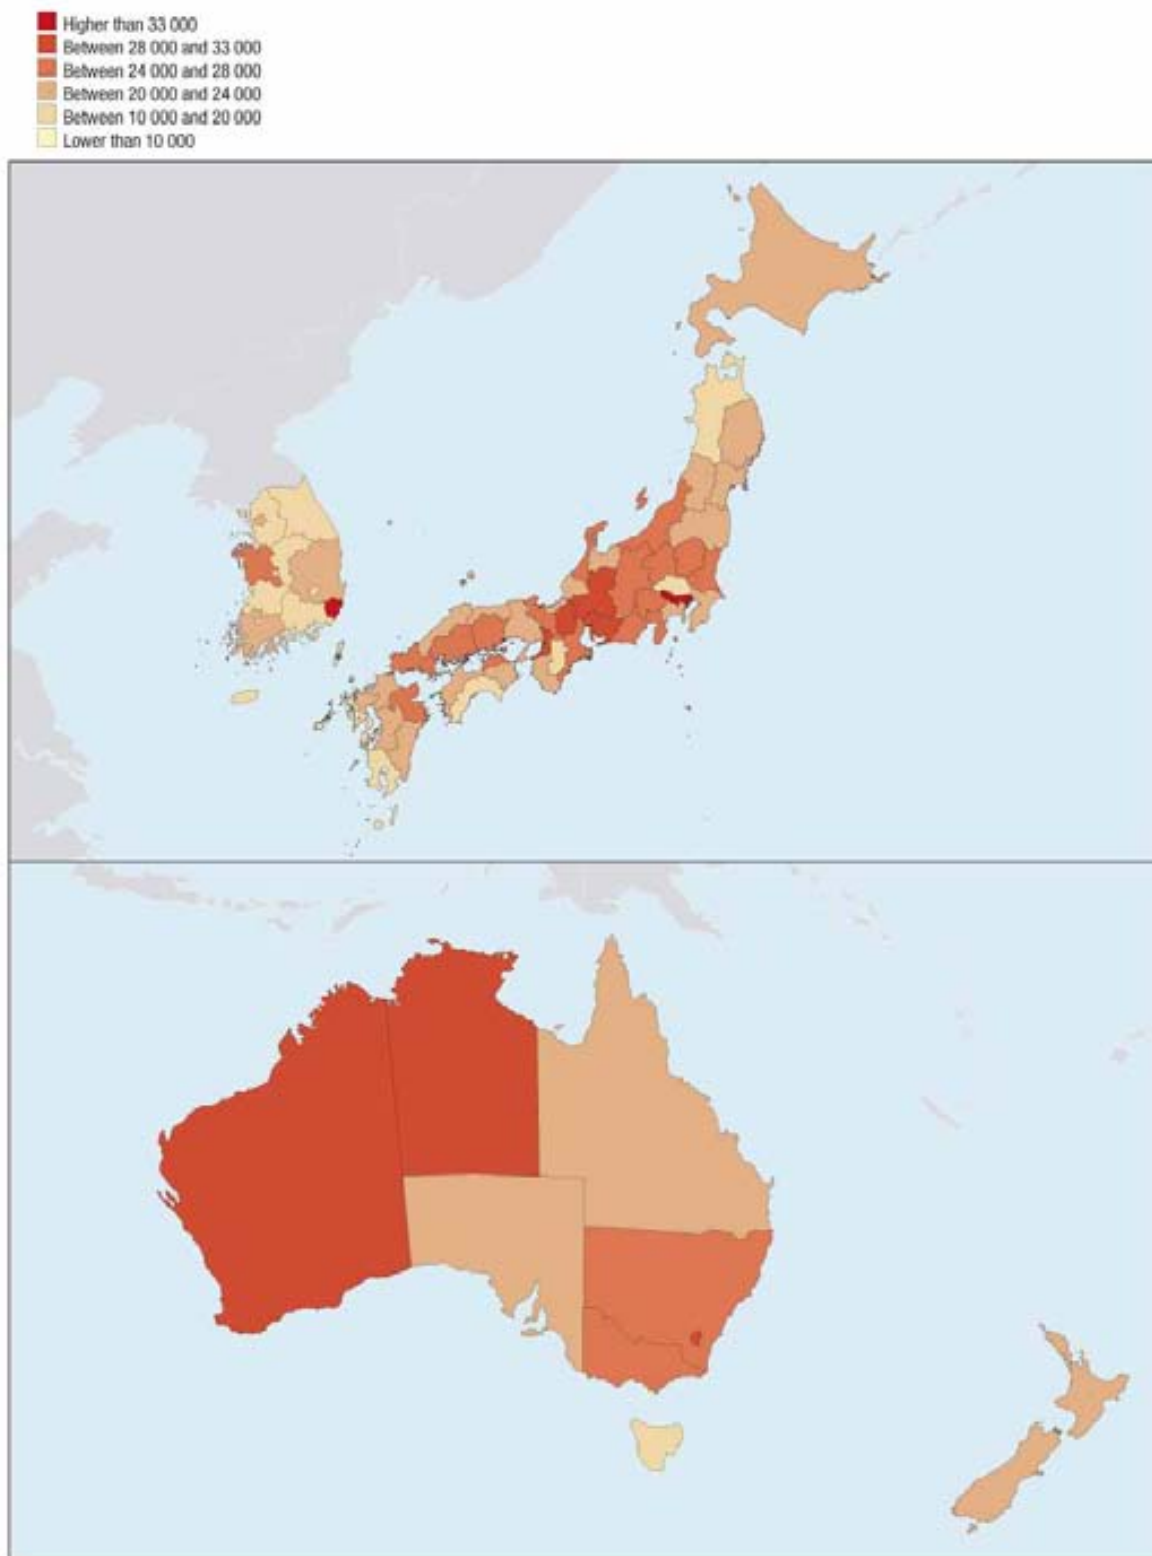 Higher than 33 000
Between 28 000 and 33 000
Between 24 000 and 28 000
Between 20 000 and 24 000
Between 10 000 and 20 000
Lower than 10 000